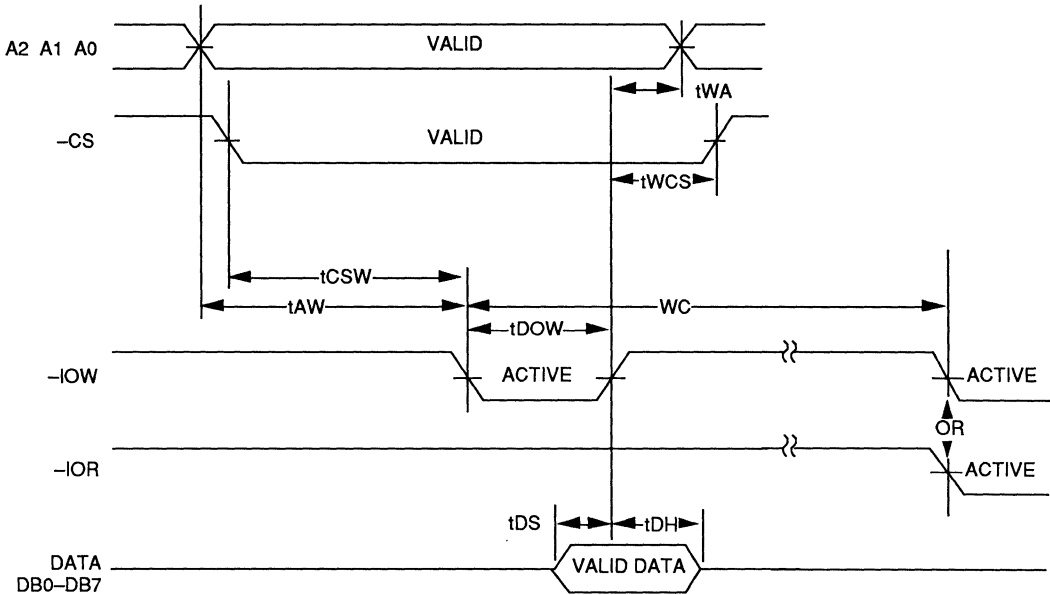 A2 A1 A0
VALID
tWA
–CS
VALID
tWCS
tCSW
tAW
WC
tDOW
–IOW
ACTIVE
ACTIVE
OR
–IOR
ACTIVE
tDS
tDH
DATA
DB0–DB7
VALID DATA